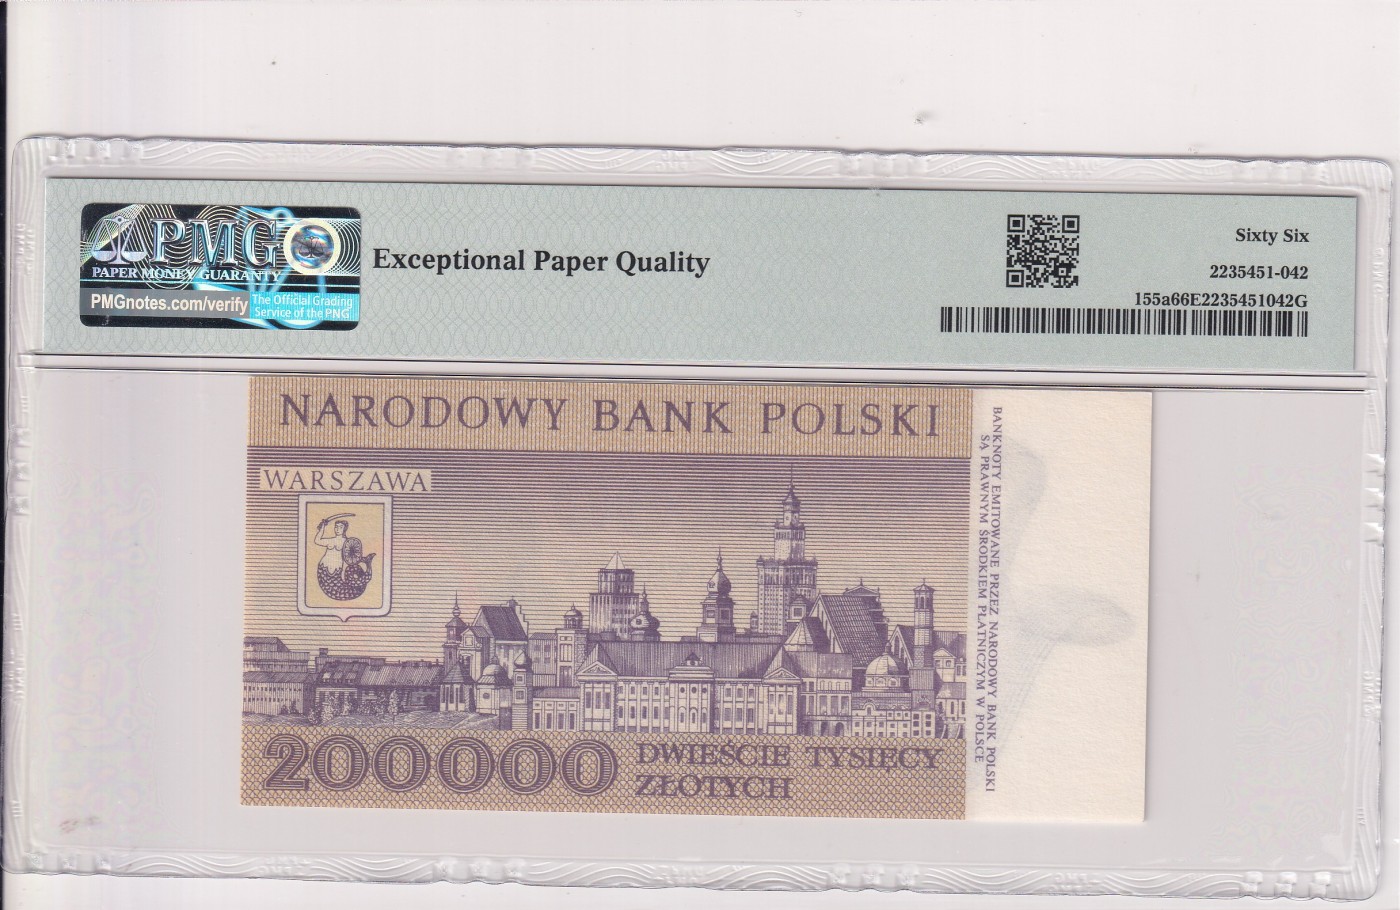 PMG
PAPER MONEY GUARANTY
PMGnotes.com/verify
The Official Grading
Service of the PNG
Exceptional Paper Quality
Sixty Six
2235451-042
155a66E2235451042G
NARODOWY BANK POLSKI
WARSZAWA
200000
DWIEŚCIE TYSIĘCY
ZŁOTYCH
BANKNOTY EMITOWANE PRZEZ NARODOWY BANK POLSKI
SĄ PRAWNYM ŚRODKIEM PŁATNICZYM W POLSCE